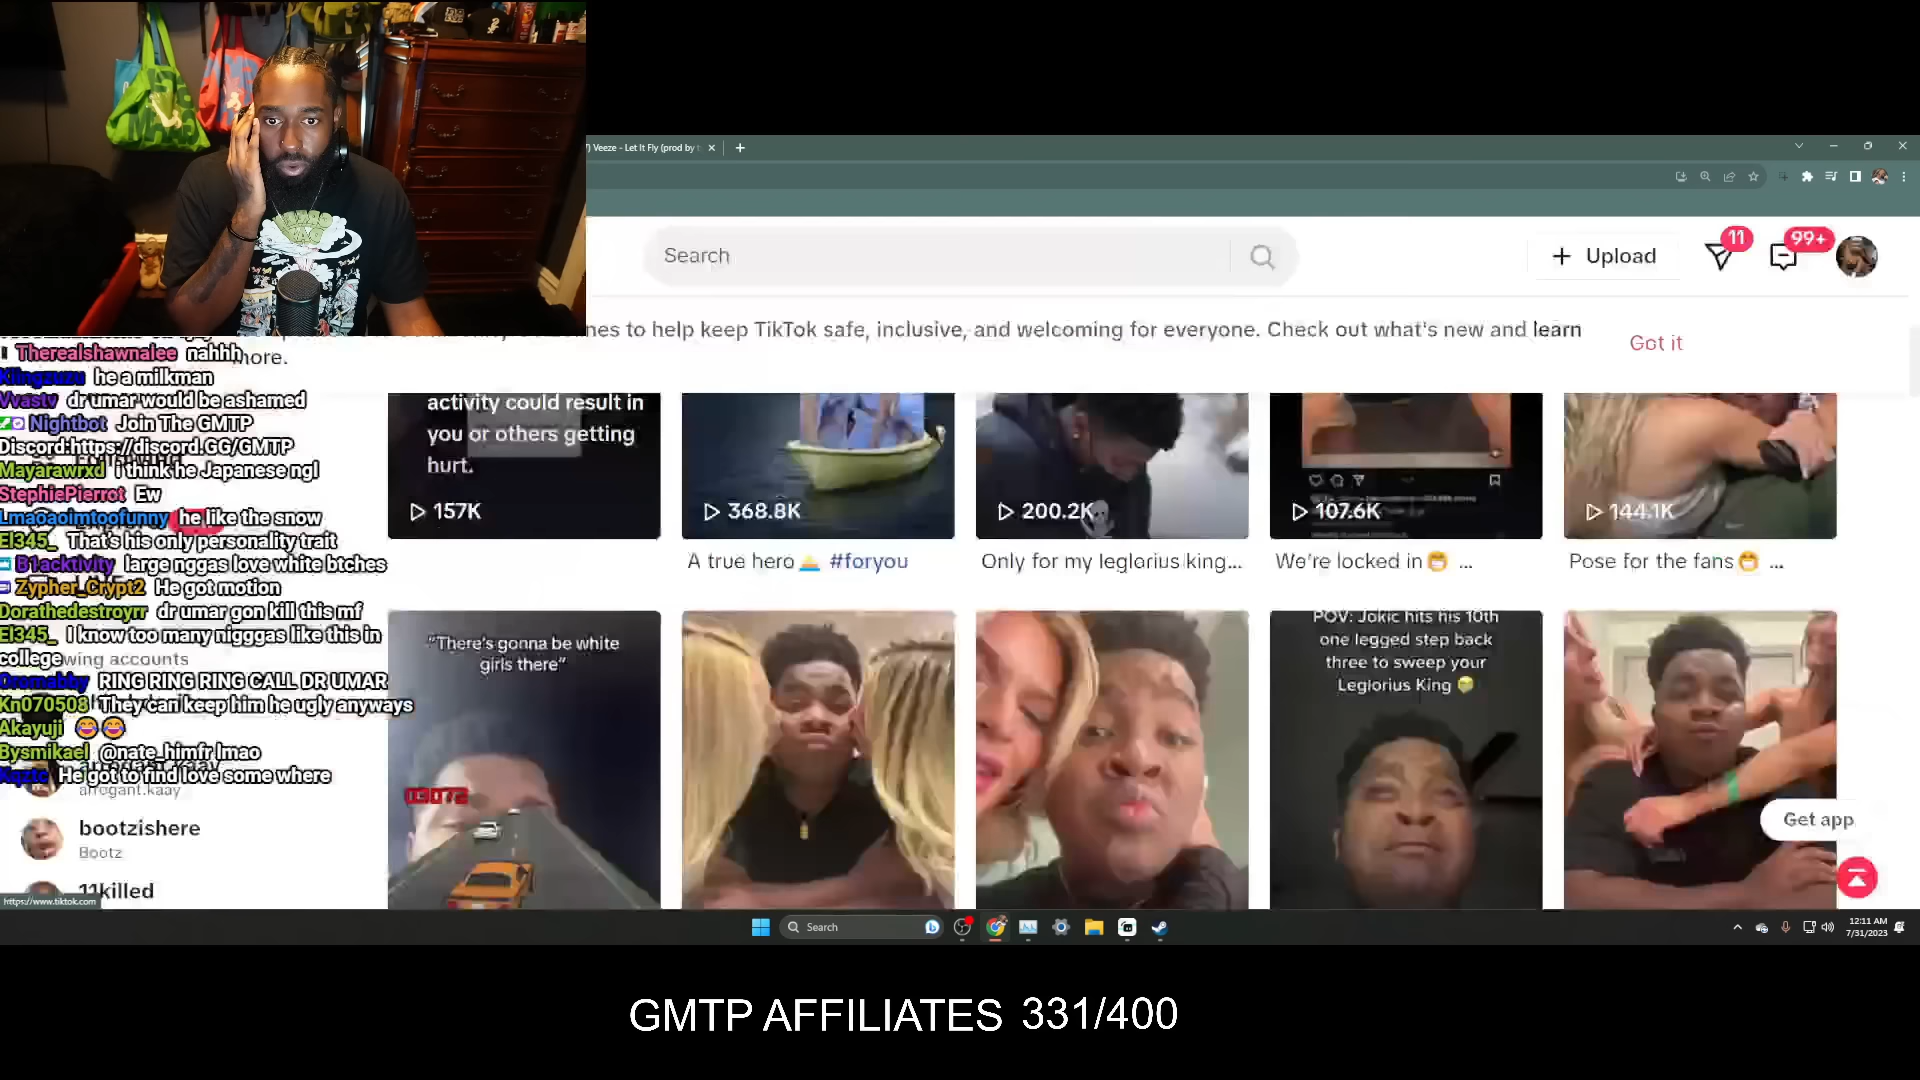 Veeze - Let It Fly (prod by
Search
Upload
11
99+
nes to help keep TikTok safe, inclusive, and welcoming for everyone. Check out what's new and learn
more.
Got it
Therealshawnalee nahhh
Klingzuzu he a milkman
Vvastv dr umar would be ashamed
Nightbot Join The GMTP
Discord:https://discord.GG/GMTP
Mayarawrxd i think he Japanese ngl
StephiePierrot Ew
Lmaoaoimtoofunny he like the snow
El345_ That's his only personality trait
B1acktivity large nggas love white btches
Zypher_Crypt2 He got motion
Dorathedestroyrr dr umar gon kill this mf
El345_ I know too many nigggas like this in
college
wing accounts
Oromabby RING RING RING CALL DR UMAR
Kn070508 They can keep him he ugly anyways
Akayuji 😂😂
Bysmikael @nate_himfr lmao
Kqztc He got to find love some where
arrogant.kaay
bootzishere
Bootz
11killed
https://www.tiktok.com
activity could result in
you or others getting
hurt.
157K
368.8K
200.2K
107.6K
144.1K
A true hero #foryou
Only for my leglorius king...
We're locked in😁 ...
Pose for the fans😁 ...
"There's gonna be white
girls there"
POV: Jokic hits his 10th
one legged step back
three to sweep your
Leglorius King
Get app
Search
12:11 AM
7/31/2023
GMTP AFFILIATES 331/400